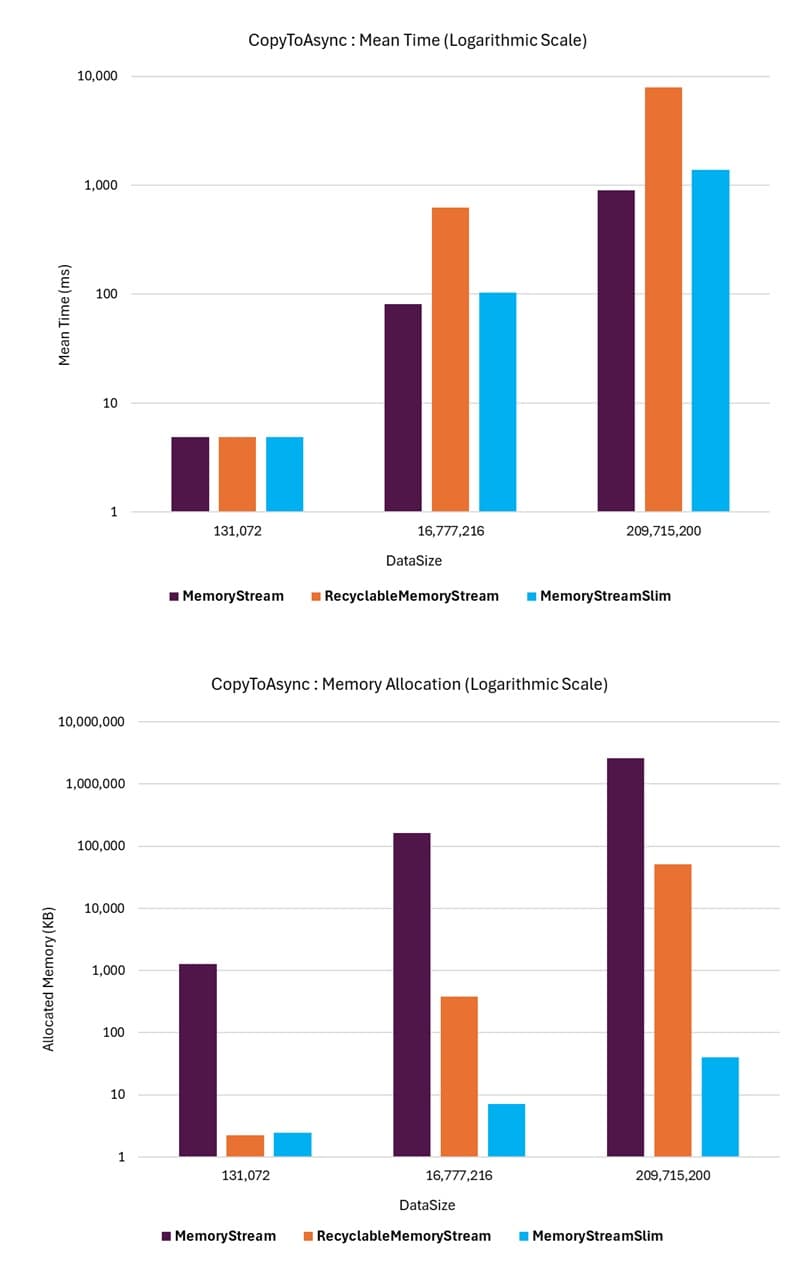 CopyToAsync : Mean Time (Logarithmic Scale)
10,000
1,000
100
10
1
Mean Time (ms)
131,072 16,777,216 209,715,200
DataSize
MemoryStream RecyclableMemoryStream MemoryStreamSlim
CopyToAsync : Memory Allocation (Logarithmic Scale)
10,000,000
1,000,000
100,000
10,000
1,000
100
10
1
Allocated Memory (KB)
131,072 16,777,216 209,715,200
DataSize
MemoryStream RecyclableMemoryStream MemoryStreamSlim